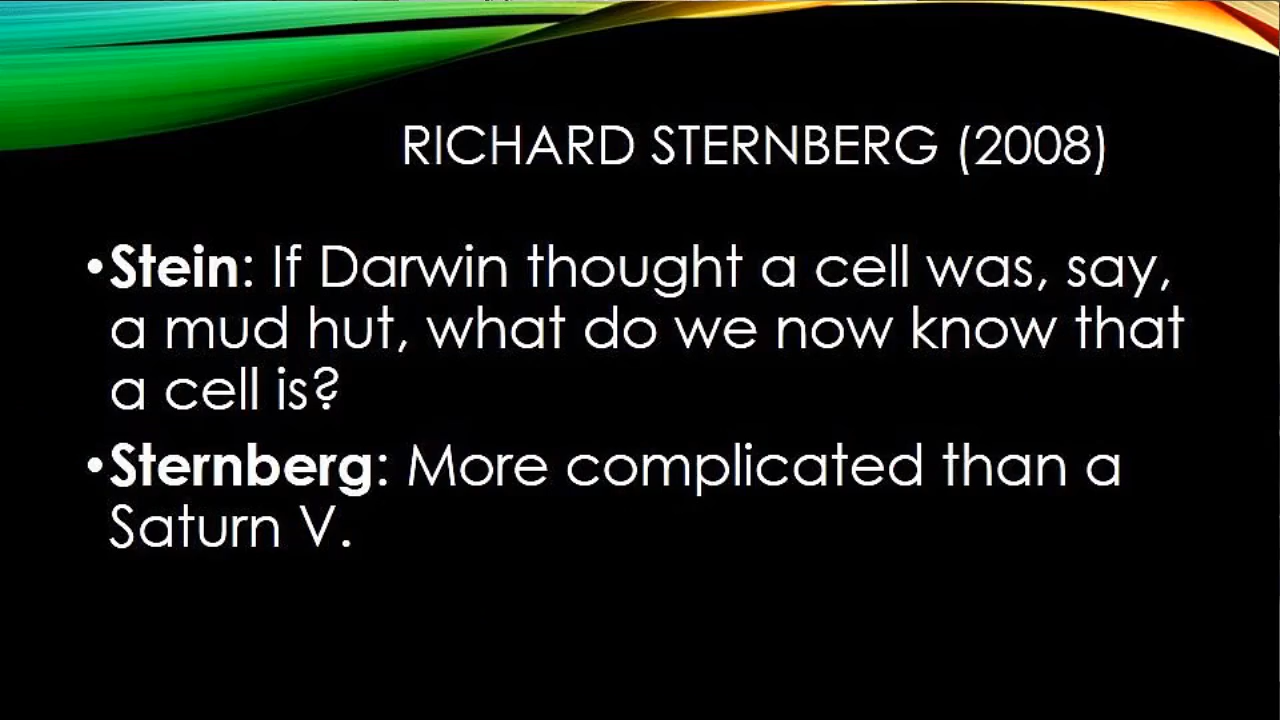 RICHARD STERNBERG (2008)
•Stein: If Darwin thought a cell was, say,
a mud hut, what do we now know that
a cell is?
•Sternberg: More complicated than a
Saturn V.